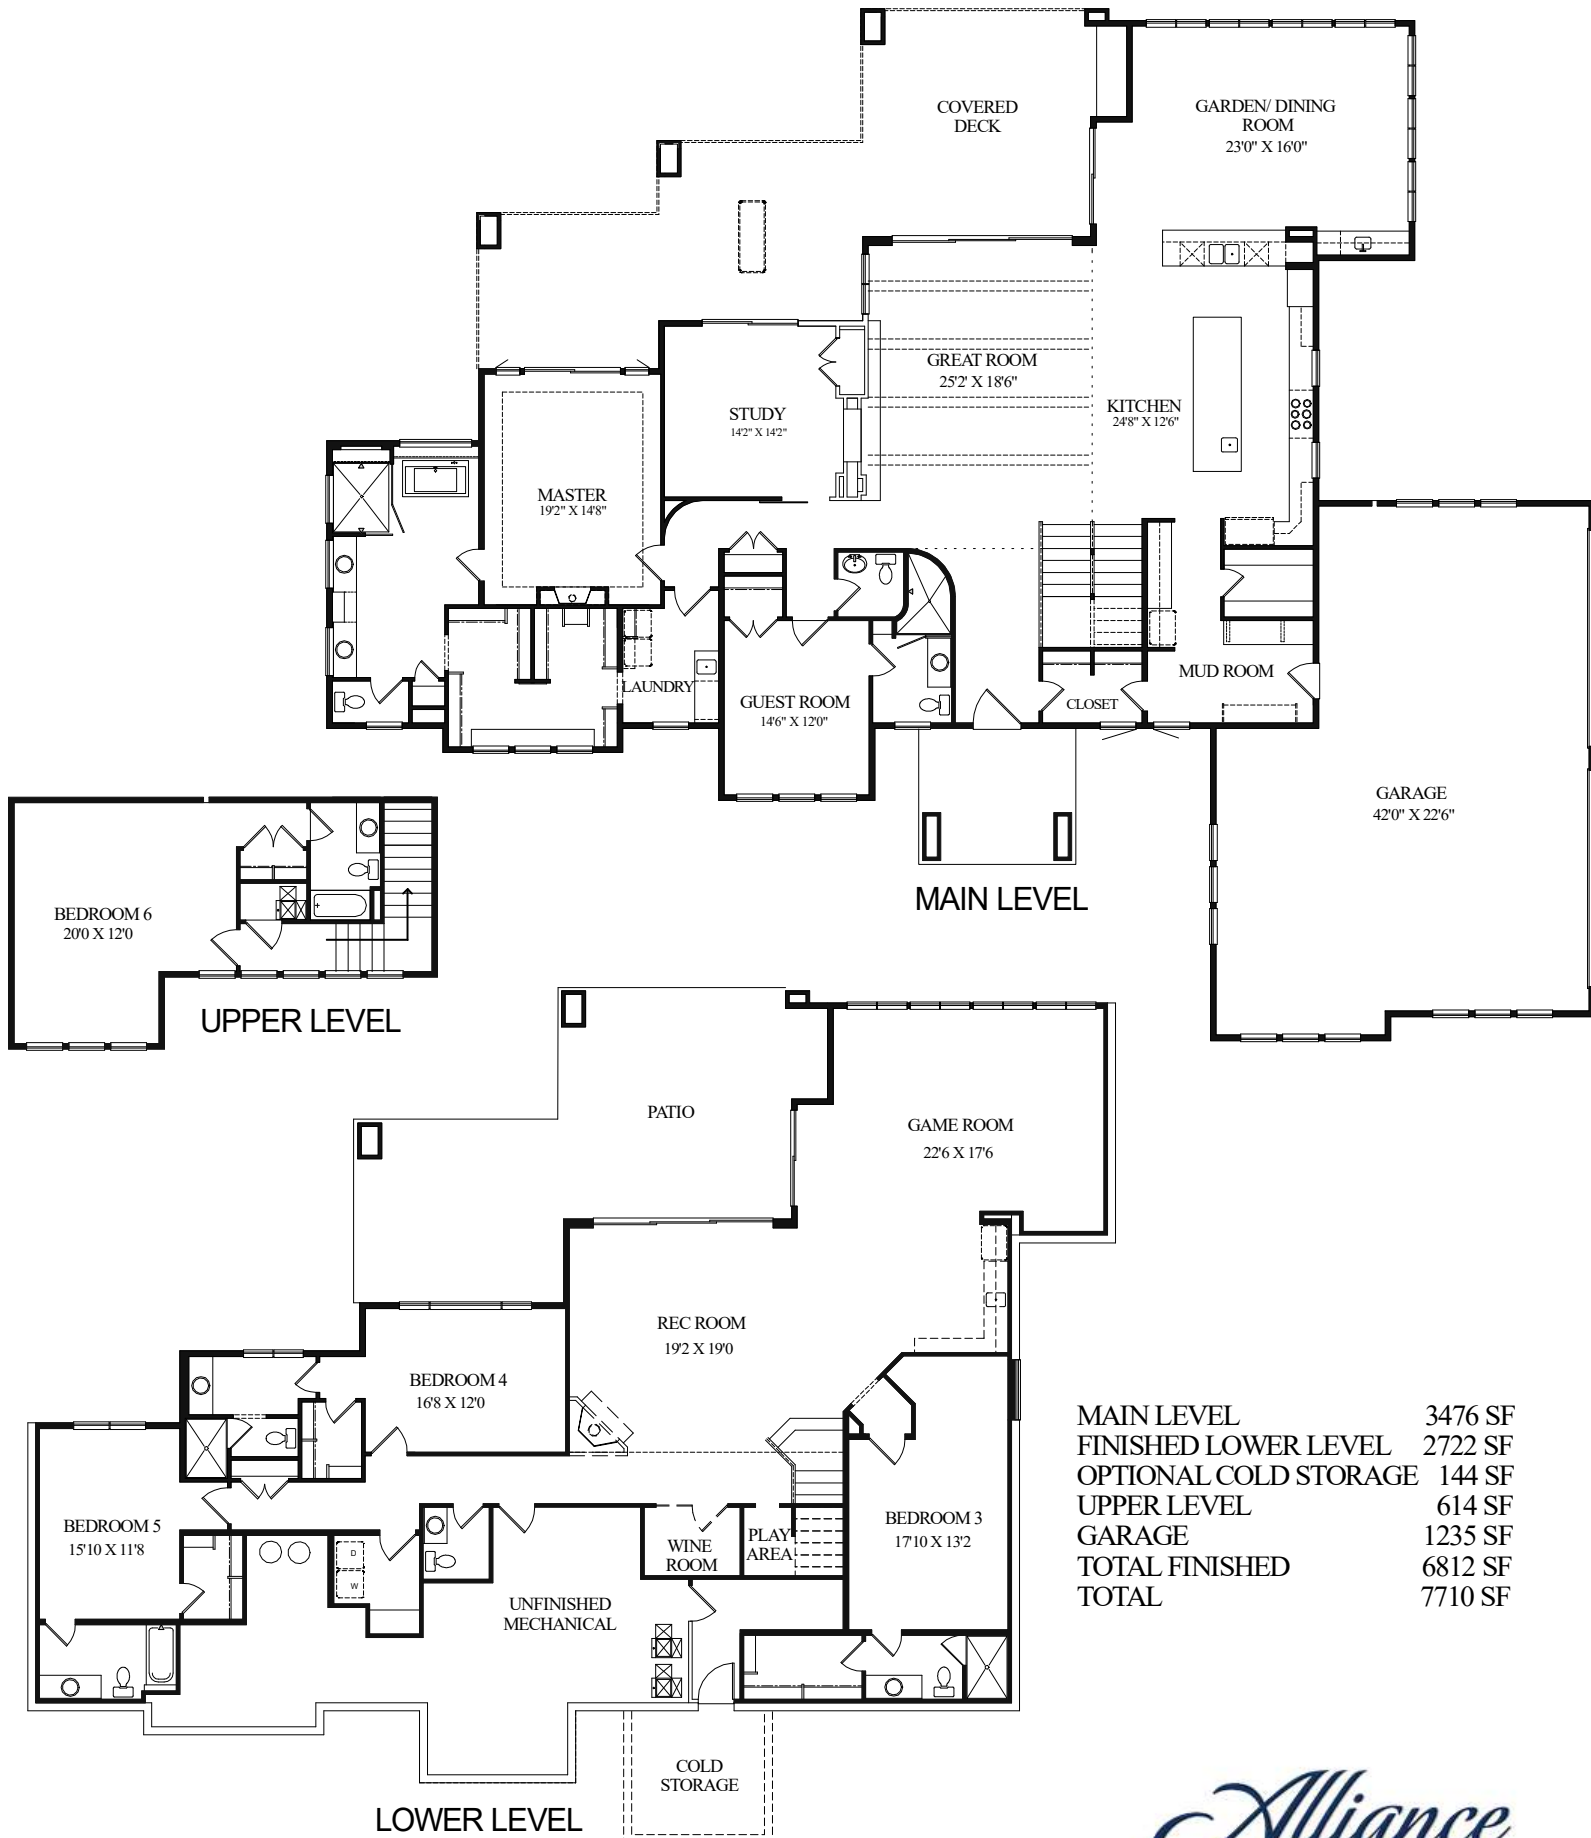 COVERED
DECK
GARDEN/ DINING
ROOM
23'0" X 16'0"
GREAT ROOM
25'2' X 18'6"
STUDY
14'2" X 14'2"
KITCHEN
24'8" X 12'6"
MASTER
19'2" X 14'8"
LAUNDRY
GUEST ROOM
14'6" X 12'0"
MUD ROOM
CLOSET
GARAGE
42'0" X 22'6"
MAIN LEVEL
BEDROOM 6
20'0 X 12'0
UPPER LEVEL
PATIO
GAME ROOM
22'6 X 17'6
REC ROOM
19'2 X 19'0
BEDROOM 4
16'8 X 12'0
BEDROOM 5
15'10 X 11'8
D
W
WINE
ROOM
PLAY
AREA
BEDROOM 3
17'10 X 13'2
UNFINISHED
MECHANICAL
COLD
STORAGE
LOWER LEVEL
MAIN LEVEL 3476 SF
FINISHED LOWER LEVEL 2722 SF
OPTIONAL COLD STORAGE 144 SF
UPPER LEVEL 614 SF
GARAGE 1235 SF
TOTAL FINISHED 6812 SF
TOTAL 7710 SF
Alliance